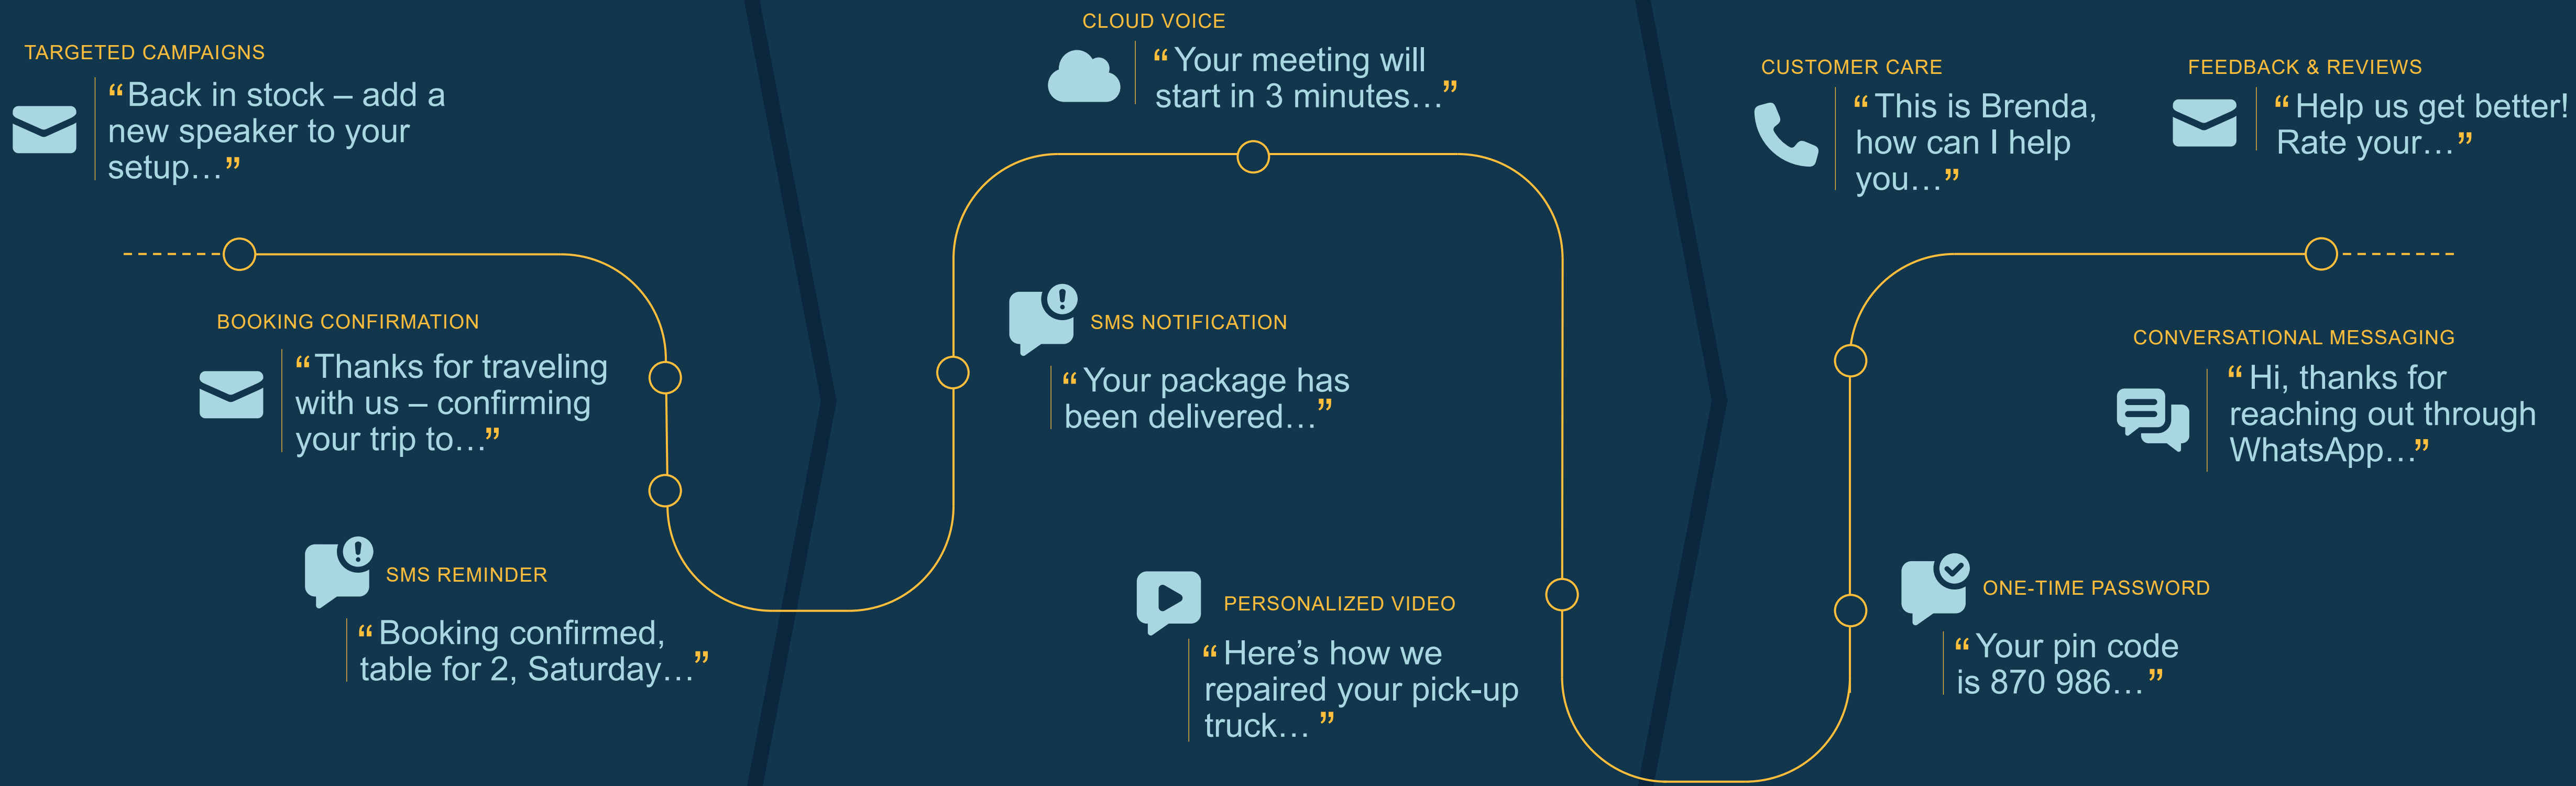 TARGETED CAMPAIGNS
“Back in stock – add a
new speaker to your
setup…”
BOOKING CONFIRMATION
“Thanks for traveling
with us – confirming
your trip to…”
SMS REMINDER
“Booking confirmed,
table for 2, Saturday…”
CLOUD VOICE
“Your meeting will
start in 3 minutes…”
SMS NOTIFICATION
“Your package has
been delivered…”
PERSONALIZED VIDEO
“Here’s how we
repaired your pick-up
truck… ”
CUSTOMER CARE
“This is Brenda,
how can I help
you…”
FEEDBACK & REVIEWS
“Help us get better!
Rate your…”
CONVERSATIONAL MESSAGING
“Hi, thanks for
reaching out through
WhatsApp…”
ONE-TIME PASSWORD
“Your pin code
is 870 986…”